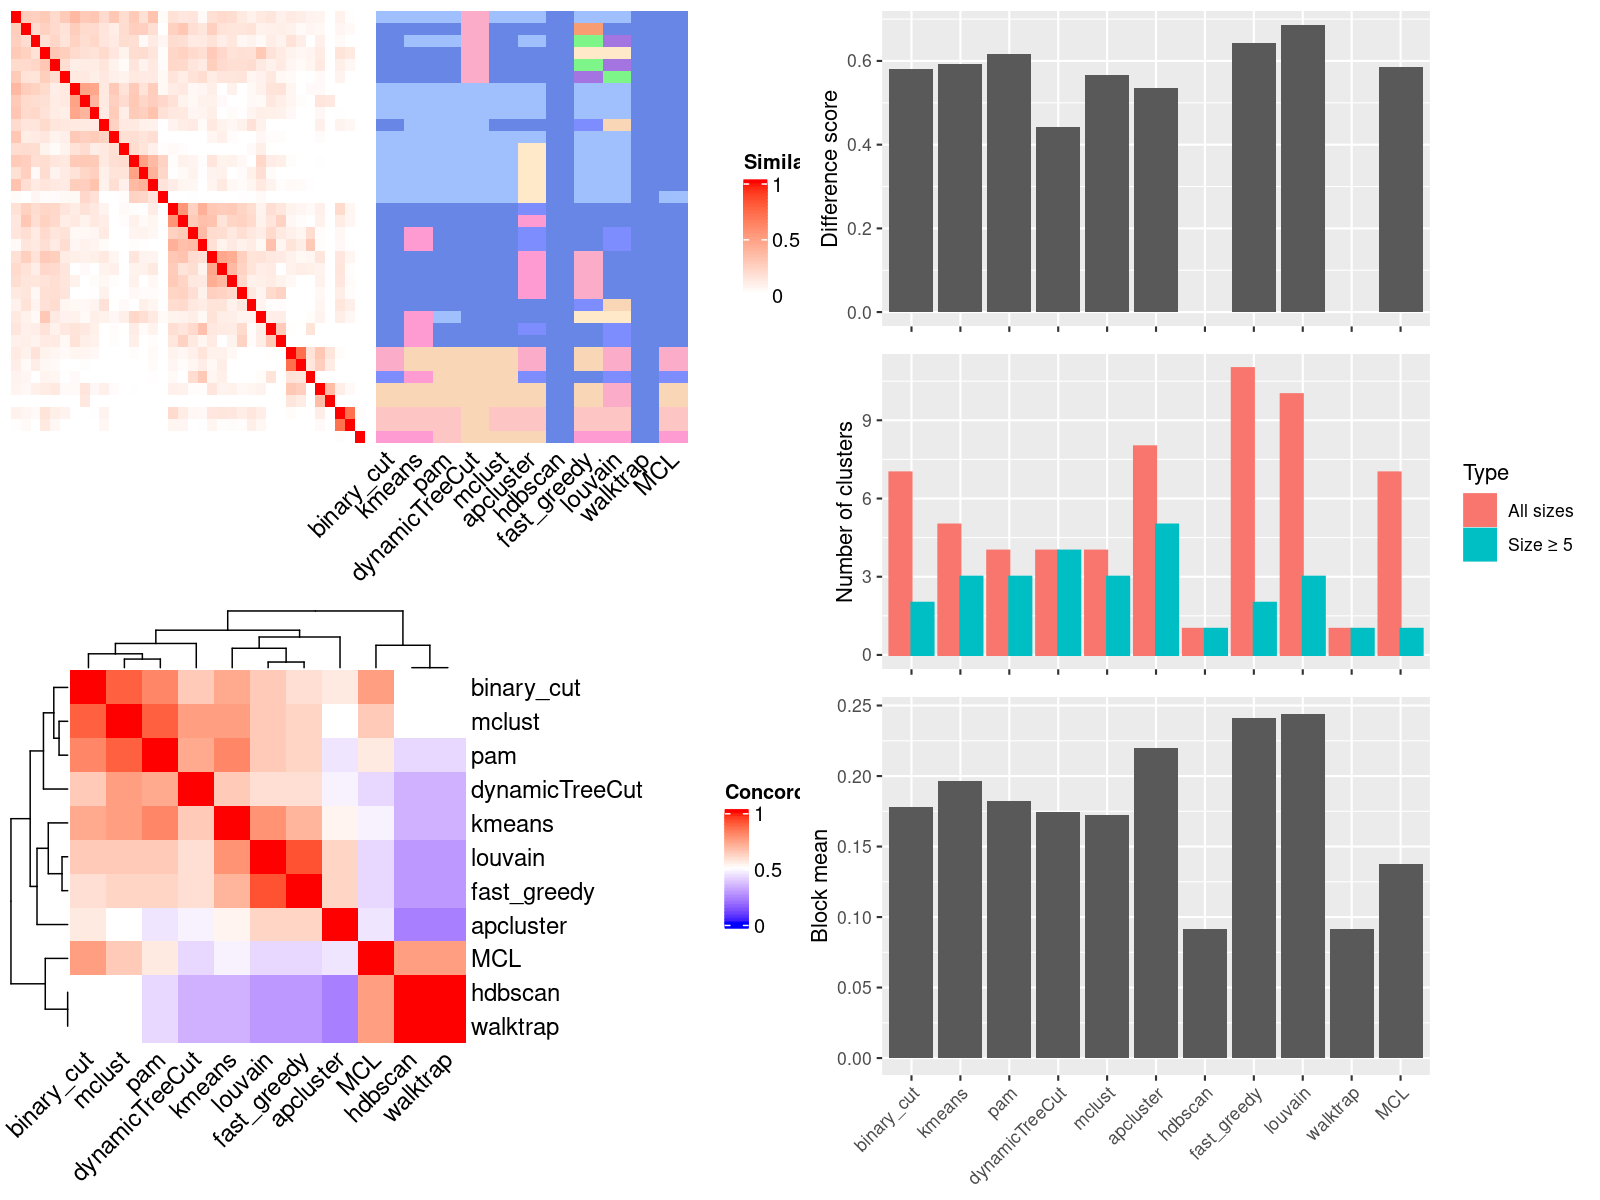 Simila
1
0.5
0
binary_cut
kmeans
pam
dynamicTreeCut
mclust
apcluster
hdbscan
fast_greedy
louvain
walktrap
MCL
binary_cut
mclust
pam
dynamicTreeCut
kmeans
louvain
fast_greedy
apcluster
MCL
hdbscan
walktrap
Concord
1
0.5
0
binary_cut
mclust
pam
dynamicTreeCut
kmeans
louvain
fast_greedy
apcluster
MCL
hdbscan
walktrap
Difference score
0.6
0.4
0.2
0.0
Number of clusters
9
6
3
0
Type
All sizes
Size ≥ 5
Block mean
0.25
0.20
0.15
0.10
0.05
0.00
binary_cut
kmeans
pam
dynamicTreeCut
mclust
apcluster
hdbscan
fast_greedy
louvain
walktrap
MCL